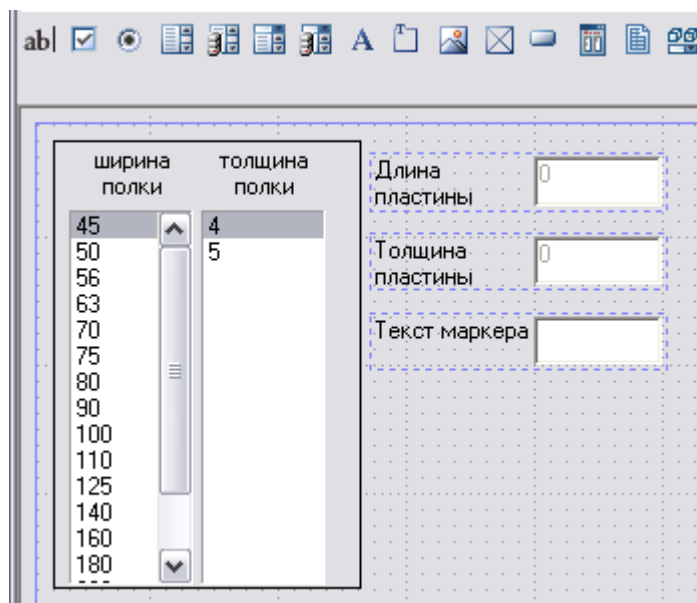 ab|
A
T
ширина
полки
толщина
полки
45
50
56
63
70
75
80
90
100
110
125
140
160
180
4
5
Длина
пластины
0
Толщина
пластины
0
Текст маркера